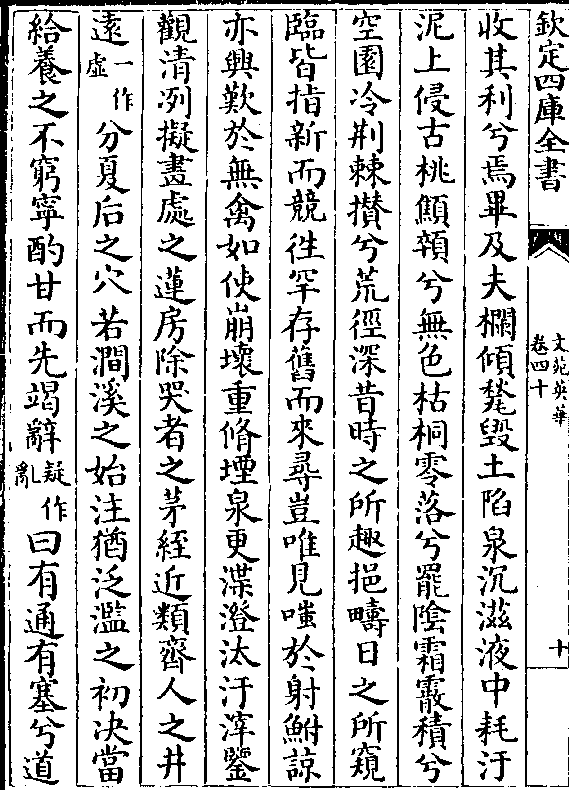 欽定四庫全書
文苑英華
卷四十
十
收其利兮焉畢及夫欄傾甃毀土陷泉沉滋液中耗汙
泥上侵古桃顦顇兮無色枯桐零落兮罷陰霜霰積兮
空園冷荆棘攅兮荒徑深昔時之所趣挹疇日之所窺
臨皆指新而競徃罕存舊而來尋豈唯見嗤於射鮒諒
亦興歎於無禽如使崩壞重脩堙泉更渫澄汰汙滓鑒
觀清冽擬畫處之蓮房除哭者之茅絰近類齊人之井
遠一作虛分夏后之穴若澗溪之始注猶泛濫之初决當
給養之不窮寧酌甘而先竭辭疑作亂曰有通有塞兮道